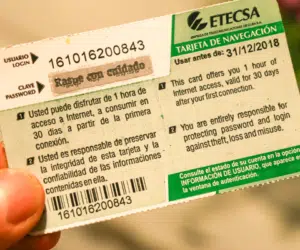 USUARIO
LOGIN
161016200843
CLAVE
PASSWORD
Raspe con cuidado
1 Usted puede disfrutar de 1 hora de
acceso a Internet, a consumir en
30 días a partir de la primera
conexión.
2 Usted es responsable de preservar
la integridad de esta tarjeta y la
confiabilidad de las informaciones
contenidas en ella.
161016200843
ETECSA
EMPRESA DE TELECOMUNICACIONES DE CUBA S.A.
TARJETA DE NAVEGACIÓN
Usar antes de: 31/12/2018
1 This card offers you 1 hour of
Internet access, valid for 30 days
after your first connection.
2 You are entirely responsible for
protecting password and login
against theft, loss and misuse.
Consulte el estado de su cuenta en la opción
INFORMACIÓN DE USUARIO, que aparece en
la ventana de autenticación.